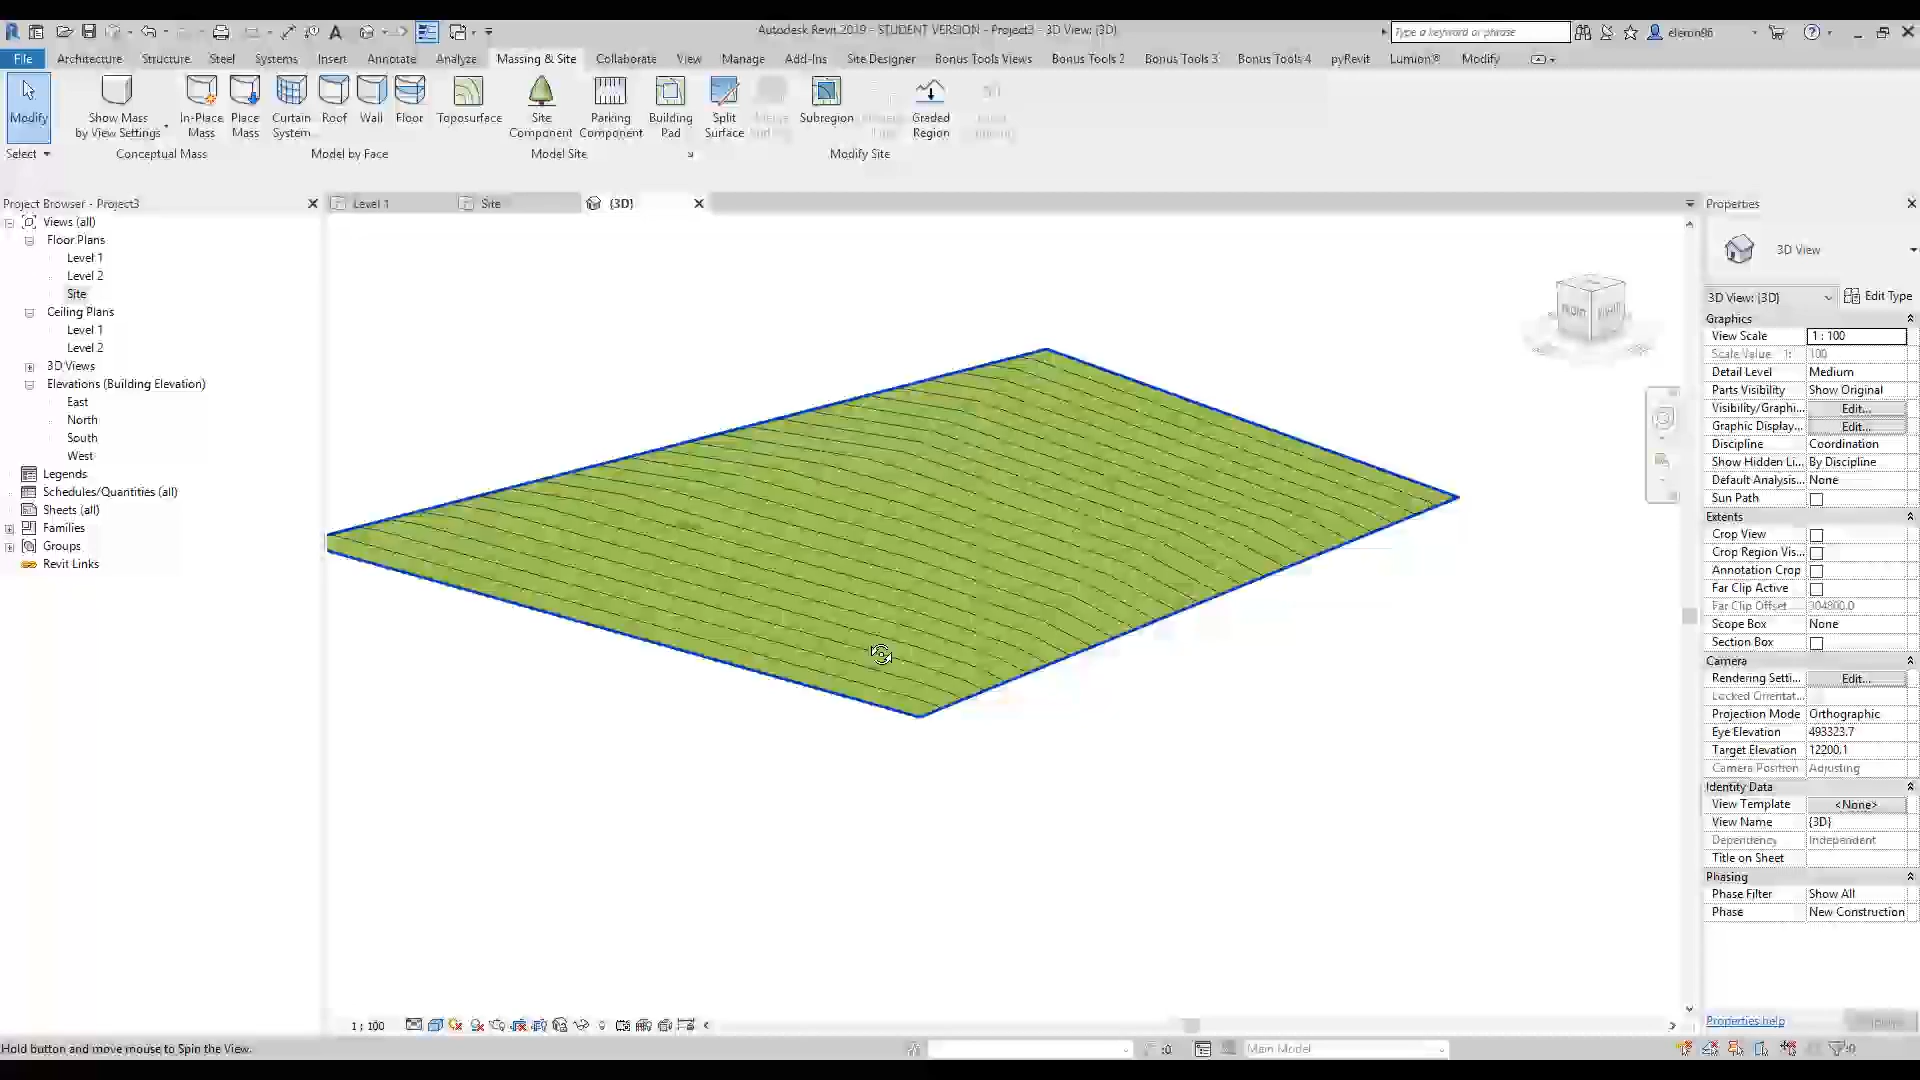 Autodesk Revit 2019 - STUDENT VERSION - Project3 - 3D View: {3D}
Type a keyword or phrase
eleron96
File Architecture Structure Steel Systems Insert Annotate Analyze Massing & Site Collaborate View Manage Add-Ins Site Designer Bonus Tools Views Bonus Tools 2 Bonus Tools 3 Bonus Tools 4 pyRevit Lumion® Modify
Modify
Show Mass
by View Settings
In-Place
Mass
Place
Mass
Curtain
System
Roof
Wall
Floor
Toposurface
Site
Component
Parking
Component
Building
Pad
Split
Surface
Subregion
Graded
Region
Select
Conceptual Mass
Model by Face
Model Site
Modify Site
Project Browser - Project3
Views (all)
Floor Plans
Level 1
Level 2
Site
Ceiling Plans
Level 1
Level 2
3D Views
Elevations (Building Elevation)
East
North
South
West
Legends
Schedules/Quantities (all)
Sheets (all)
Families
Groups
Revit Links
Level 1
Site
{3D}
FRONT
RIGHT
Properties
3D View
3D View: {3D}
Edit Type
Graphics
View Scale 1 : 100
Scale Value 1: 100
Detail Level Medium
Parts Visibility Show Original
Visibility/Graphi... Edit...
Graphic Display... Edit...
Discipline Coordination
Show Hidden Li... By Discipline
Default Analysis... None
Sun Path
Extents
Crop View
Crop Region Vis...
Annotation Crop
Far Clip Active
Far Clip Offset 304800.0
Scope Box None
Section Box
Camera
Rendering Setti... Edit...
Locked Orientat...
Projection Mode Orthographic
Eye Elevation 493323.7
Target Elevation 12200.1
Camera Position Adjusting
Identity Data
View Template <None>
View Name {3D}
Dependency Independent
Title on Sheet
Phasing
Phase Filter Show All
Phase New Construction
Properties help
1 : 100
Hold button and move mouse to Spin the View.
:0
Main Model
:0